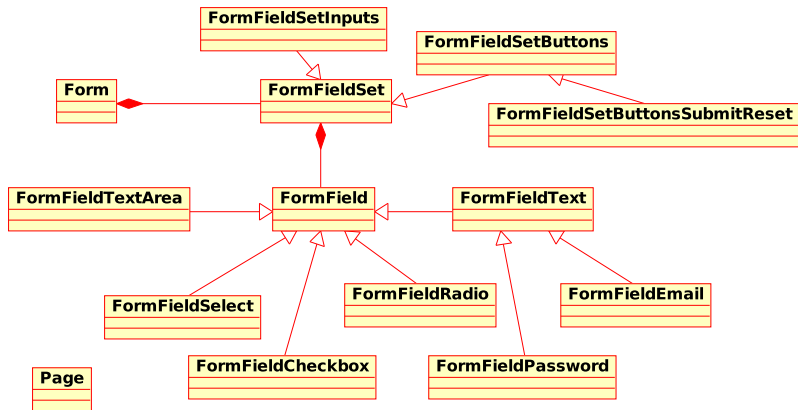 FormFieldSetInputs
FormFieldSetButtons
Form
FormFieldSet
FormFieldSetButtonsSubmitReset
FormFieldTextArea
FormField
FormFieldText
FormFieldSelect
FormFieldRadio
FormFieldEmail
FormFieldCheckbox
FormFieldPassword
Page